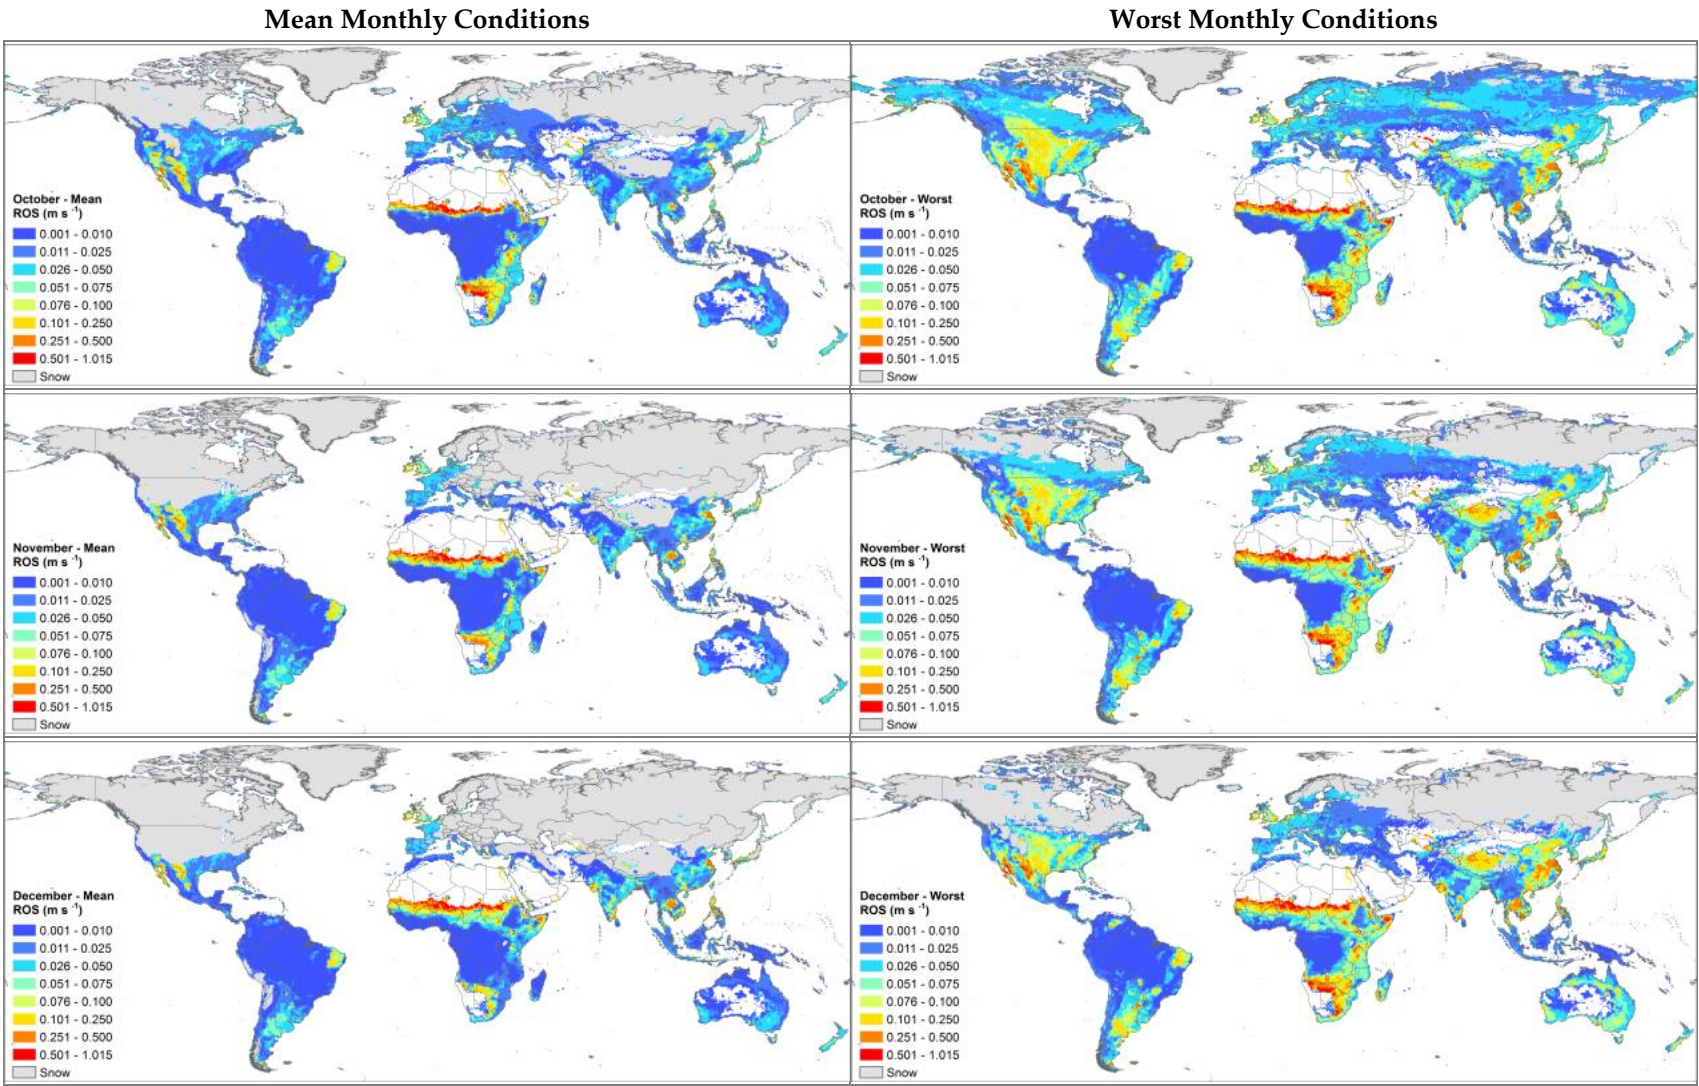 Mean Monthly Conditions
Worst Monthly Conditions
October - Mean
ROS (m s -1)
0.001 - 0.010
0.011 - 0.025
0.026 - 0.050
0.051 - 0.075
0.076 - 0.100
0.101 - 0.250
0.251 - 0.500
0.501 - 1.015
Snow
October - Worst
ROS (m s -1)
0.001 - 0.010
0.011 - 0.025
0.026 - 0.050
0.051 - 0.075
0.076 - 0.100
0.101 - 0.250
0.251 - 0.500
0.501 - 1.015
Snow
November - Mean
ROS (m s -1)
0.001 - 0.010
0.011 - 0.025
0.026 - 0.050
0.051 - 0.075
0.076 - 0.100
0.101 - 0.250
0.251 - 0.500
0.501 - 1.015
Snow
November - Worst
ROS (m s -1)
0.001 - 0.010
0.011 - 0.025
0.026 - 0.050
0.051 - 0.075
0.076 - 0.100
0.101 - 0.250
0.251 - 0.500
0.501 - 1.015
Snow
December - Mean
ROS (m s -1)
0.001 - 0.010
0.011 - 0.025
0.026 - 0.050
0.051 - 0.075
0.076 - 0.100
0.101 - 0.250
0.251 - 0.500
0.501 - 1.015
Snow
December - Worst
ROS (m s -1)
0.001 - 0.010
0.011 - 0.025
0.026 - 0.050
0.051 - 0.075
0.076 - 0.100
0.101 - 0.250
0.251 - 0.500
0.501 - 1.015
Snow